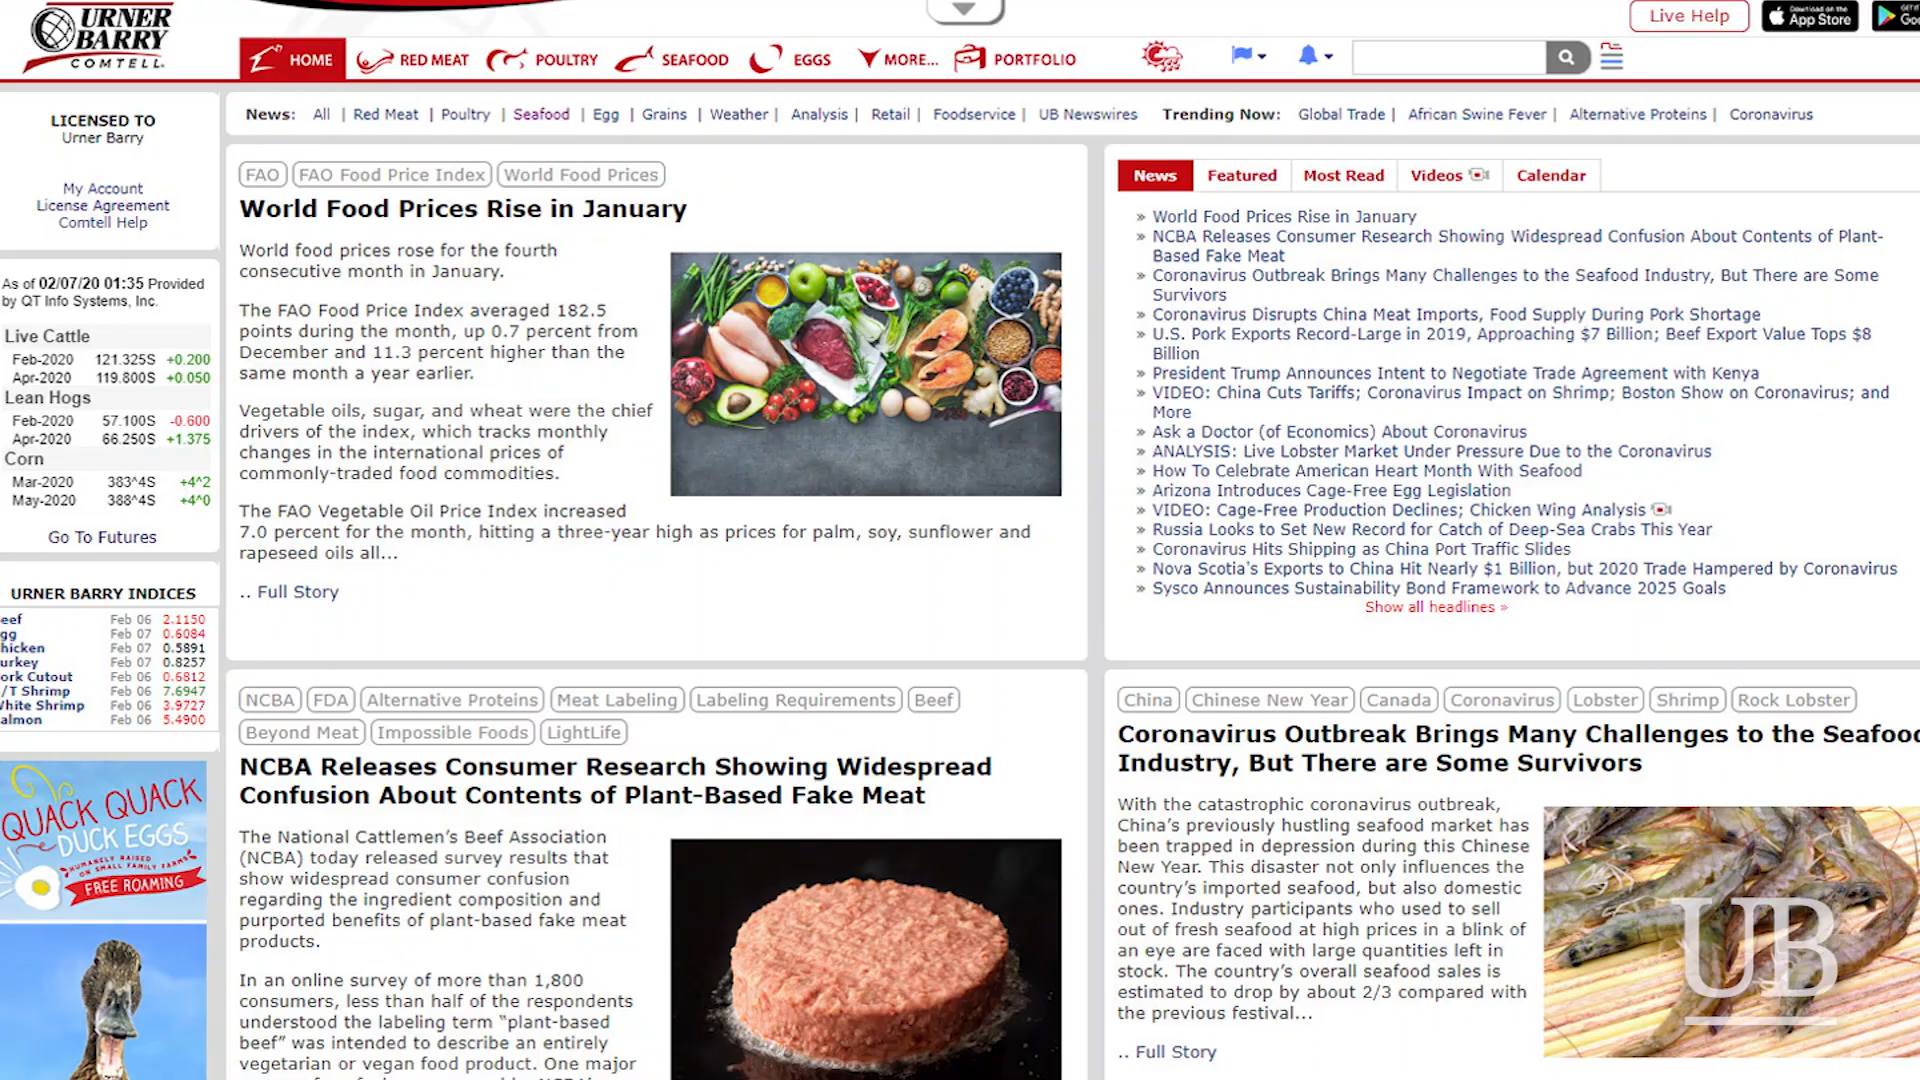 URNER
BARRY
COMTELL
HOME
RED MEAT
POULTRY
SEAFOOD
EGGS
MORE...
PORTFOLIO
Live Help
Download on the
App Store
LICENSED TO
Urner Barry
My Account
License Agreement
Comtell Help
As of 02/07/20 01:35 Provided
by QT Info Systems, Inc.
Live Cattle
Feb-2020 121.325S +0.200
Apr-2020 119.800S +0.050
Lean Hogs
Feb-2020 57.100S -0.600
Apr-2020 66.250S +1.375
Corn
Mar-2020 383^4S +4^2
May-2020 388^4S +4^0
Go To Futures
URNER BARRY INDICES
eef Feb 06 2.1150
gg Feb 07 0.6084
hicken Feb 07 0.5891
urkey Feb 07 0.8257
ork Cutout Feb 06 0.6812
/T Shrimp Feb 06 7.6947
hite Shrimp Feb 06 3.9727
almon Feb 06 5.4900
QUACK QUACK
DUCK EGGS
HUMANELY RAISED
ON SMALL FAMILY FARMS
FREE ROAMING
News: All | Red Meat | Poultry | Seafood | Egg | Grains | Weather | Analysis | Retail | Foodservice | UB Newswires
Trending Now: Global Trade | African Swine Fever | Alternative Proteins | Coronavirus
FAO FAO Food Price Index World Food Prices
World Food Prices Rise in January
World food prices rose for the fourth
consecutive month in January.
The FAO Food Price Index averaged 182.5
points during the month, up 0.7 percent from
December and 11.3 percent higher than the
same month a year earlier.
Vegetable oils, sugar, and wheat were the chief
drivers of the index, which tracks monthly
changes in the international prices of
commonly-traded food commodities.
The FAO Vegetable Oil Price Index increased
7.0 percent for the month, hitting a three-year high as prices for palm, soy, sunflower and
rapeseed oils all...
.. Full Story
News Featured Most Read Videos Calendar
» World Food Prices Rise in January
» NCBA Releases Consumer Research Showing Widespread Confusion About Contents of Plant-
Based Fake Meat
» Coronavirus Outbreak Brings Many Challenges to the Seafood Industry, But There are Some
Survivors
» Coronavirus Disrupts China Meat Imports, Food Supply During Pork Shortage
» U.S. Pork Exports Record-Large in 2019, Approaching $7 Billion; Beef Export Value Tops $8
Billion
» President Trump Announces Intent to Negotiate Trade Agreement with Kenya
» VIDEO: China Cuts Tariffs; Coronavirus Impact on Shrimp; Boston Show on Coronavirus; and
More
» Ask a Doctor (of Economics) About Coronavirus
» ANALYSIS: Live Lobster Market Under Pressure Due to the Coronavirus
» How To Celebrate American Heart Month With Seafood
» Arizona Introduces Cage-Free Egg Legislation
» VIDEO: Cage-Free Production Declines; Chicken Wing Analysis
» Russia Looks to Set New Record for Catch of Deep-Sea Crabs This Year
» Coronavirus Hits Shipping as China Port Traffic Slides
» Nova Scotia's Exports to China Hit Nearly $1 Billion, but 2020 Trade Hampered by Coronavirus
» Sysco Announces Sustainability Bond Framework to Advance 2025 Goals
Show all headlines »
NCBA FDA Alternative Proteins Meat Labeling Labeling Requirements Beef
Beyond Meat Impossible Foods LightLife
NCBA Releases Consumer Research Showing Widespread
Confusion About Contents of Plant-Based Fake Meat
The National Cattlemen's Beef Association
(NCBA) today released survey results that
show widespread consumer confusion
regarding the ingredient composition and
purported benefits of plant-based fake meat
products.
In an online survey of more than 1,800
consumers, less than half of the respondents
understood the labeling term "plant-based
beef" was intended to describe an entirely
vegetarian or vegan food product. One major
China Chinese New Year Canada Coronavirus Lobster Shrimp Rock Lobster
Coronavirus Outbreak Brings Many Challenges to the Seafood
Industry, But There are Some Survivors
With the catastrophic coronavirus outbreak,
China's previously hustling seafood market has
been trapped in depression during this Chinese
New Year. This disaster not only influences the
country's imported seafood, but also domestic
ones. Industry participants who used to sell
out of fresh seafood at high prices in a blink of
an eye are faced with large quantities left in
stock. The country's overall seafood sales is
estimated to drop by about 2/3 compared with
the previous festival...
.. Full Story
UB